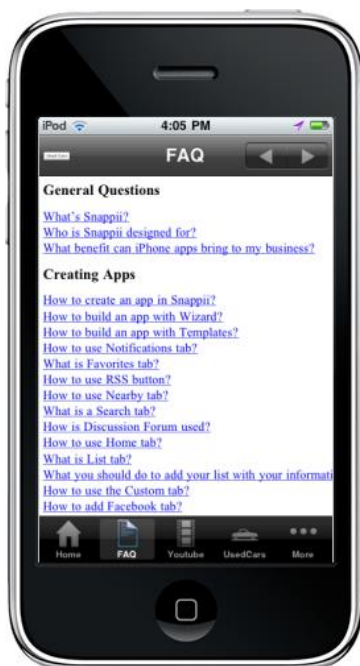 iPod
4:05 PM
FAQ
General Questions
What's Snappii?
Who is Snappii designed for?
What benefit can iPhone apps bring to my business?
Creating Apps
How to create an app in Snappii?
How to build an app with Wizard?
How to build an app with Templates?
How to use Notifications tab?
What is Favorites tab?
How to use RSS button?
How to use Nearby tab?
What is a Search tab?
How is Discussion Forum used?
How to use Home tab?
What is List tab?
What you should do to add your list with your informati
How to use the Custom tab?
How to add Facebook tab?
Home
FAQ
Youtube
UsedCars
More